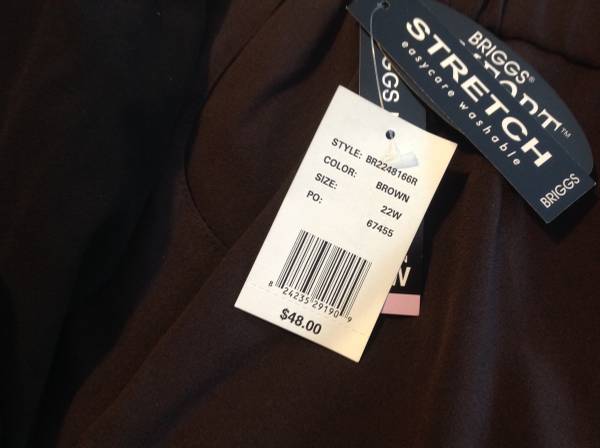 BRIGGS®
STRETCH
easycare washable
BRIGGS
GGS
STYLE: BR2248166R
COLOR: BROWN
SIZE: 22W
PO: 67455
8 24235 29190 9
$48.00
W